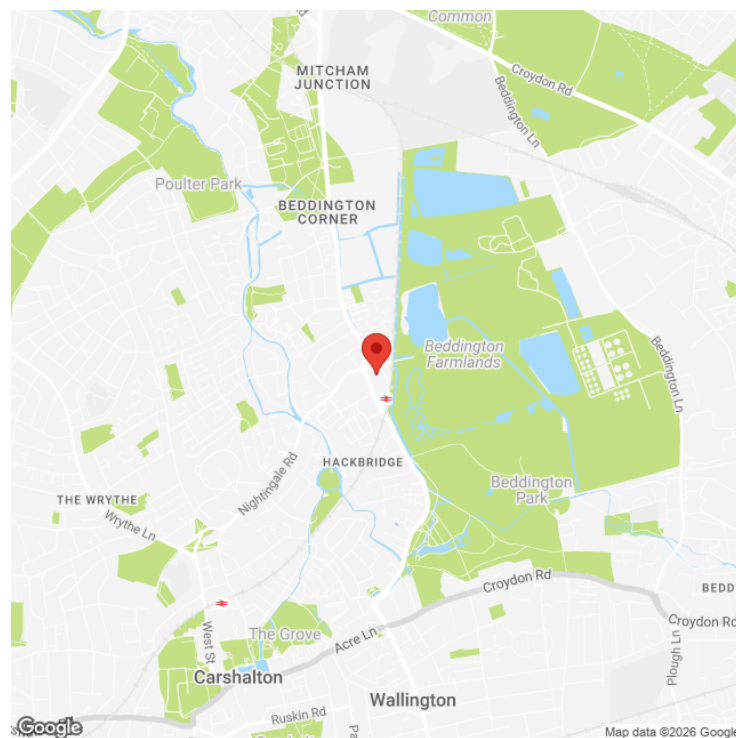 Common
Croydon Rd
MITCHAM
JUNCTION
Beddington Ln
Poulter Park
BEDDINGTON
CORNER
Beddington
Farmlands
Beddington Ln
HACKBRIDGE
Nightingale Rd
Beddington
Park
THE WRYTHE
Wrythe Ln
Croydon Rd
BEDD
Croydon Rd
West St
The Grove
Acre Ln
Plough Ln
Carshalton
Wallington
Ruskin Rd
Pa
Google
Map data ©2026 Google